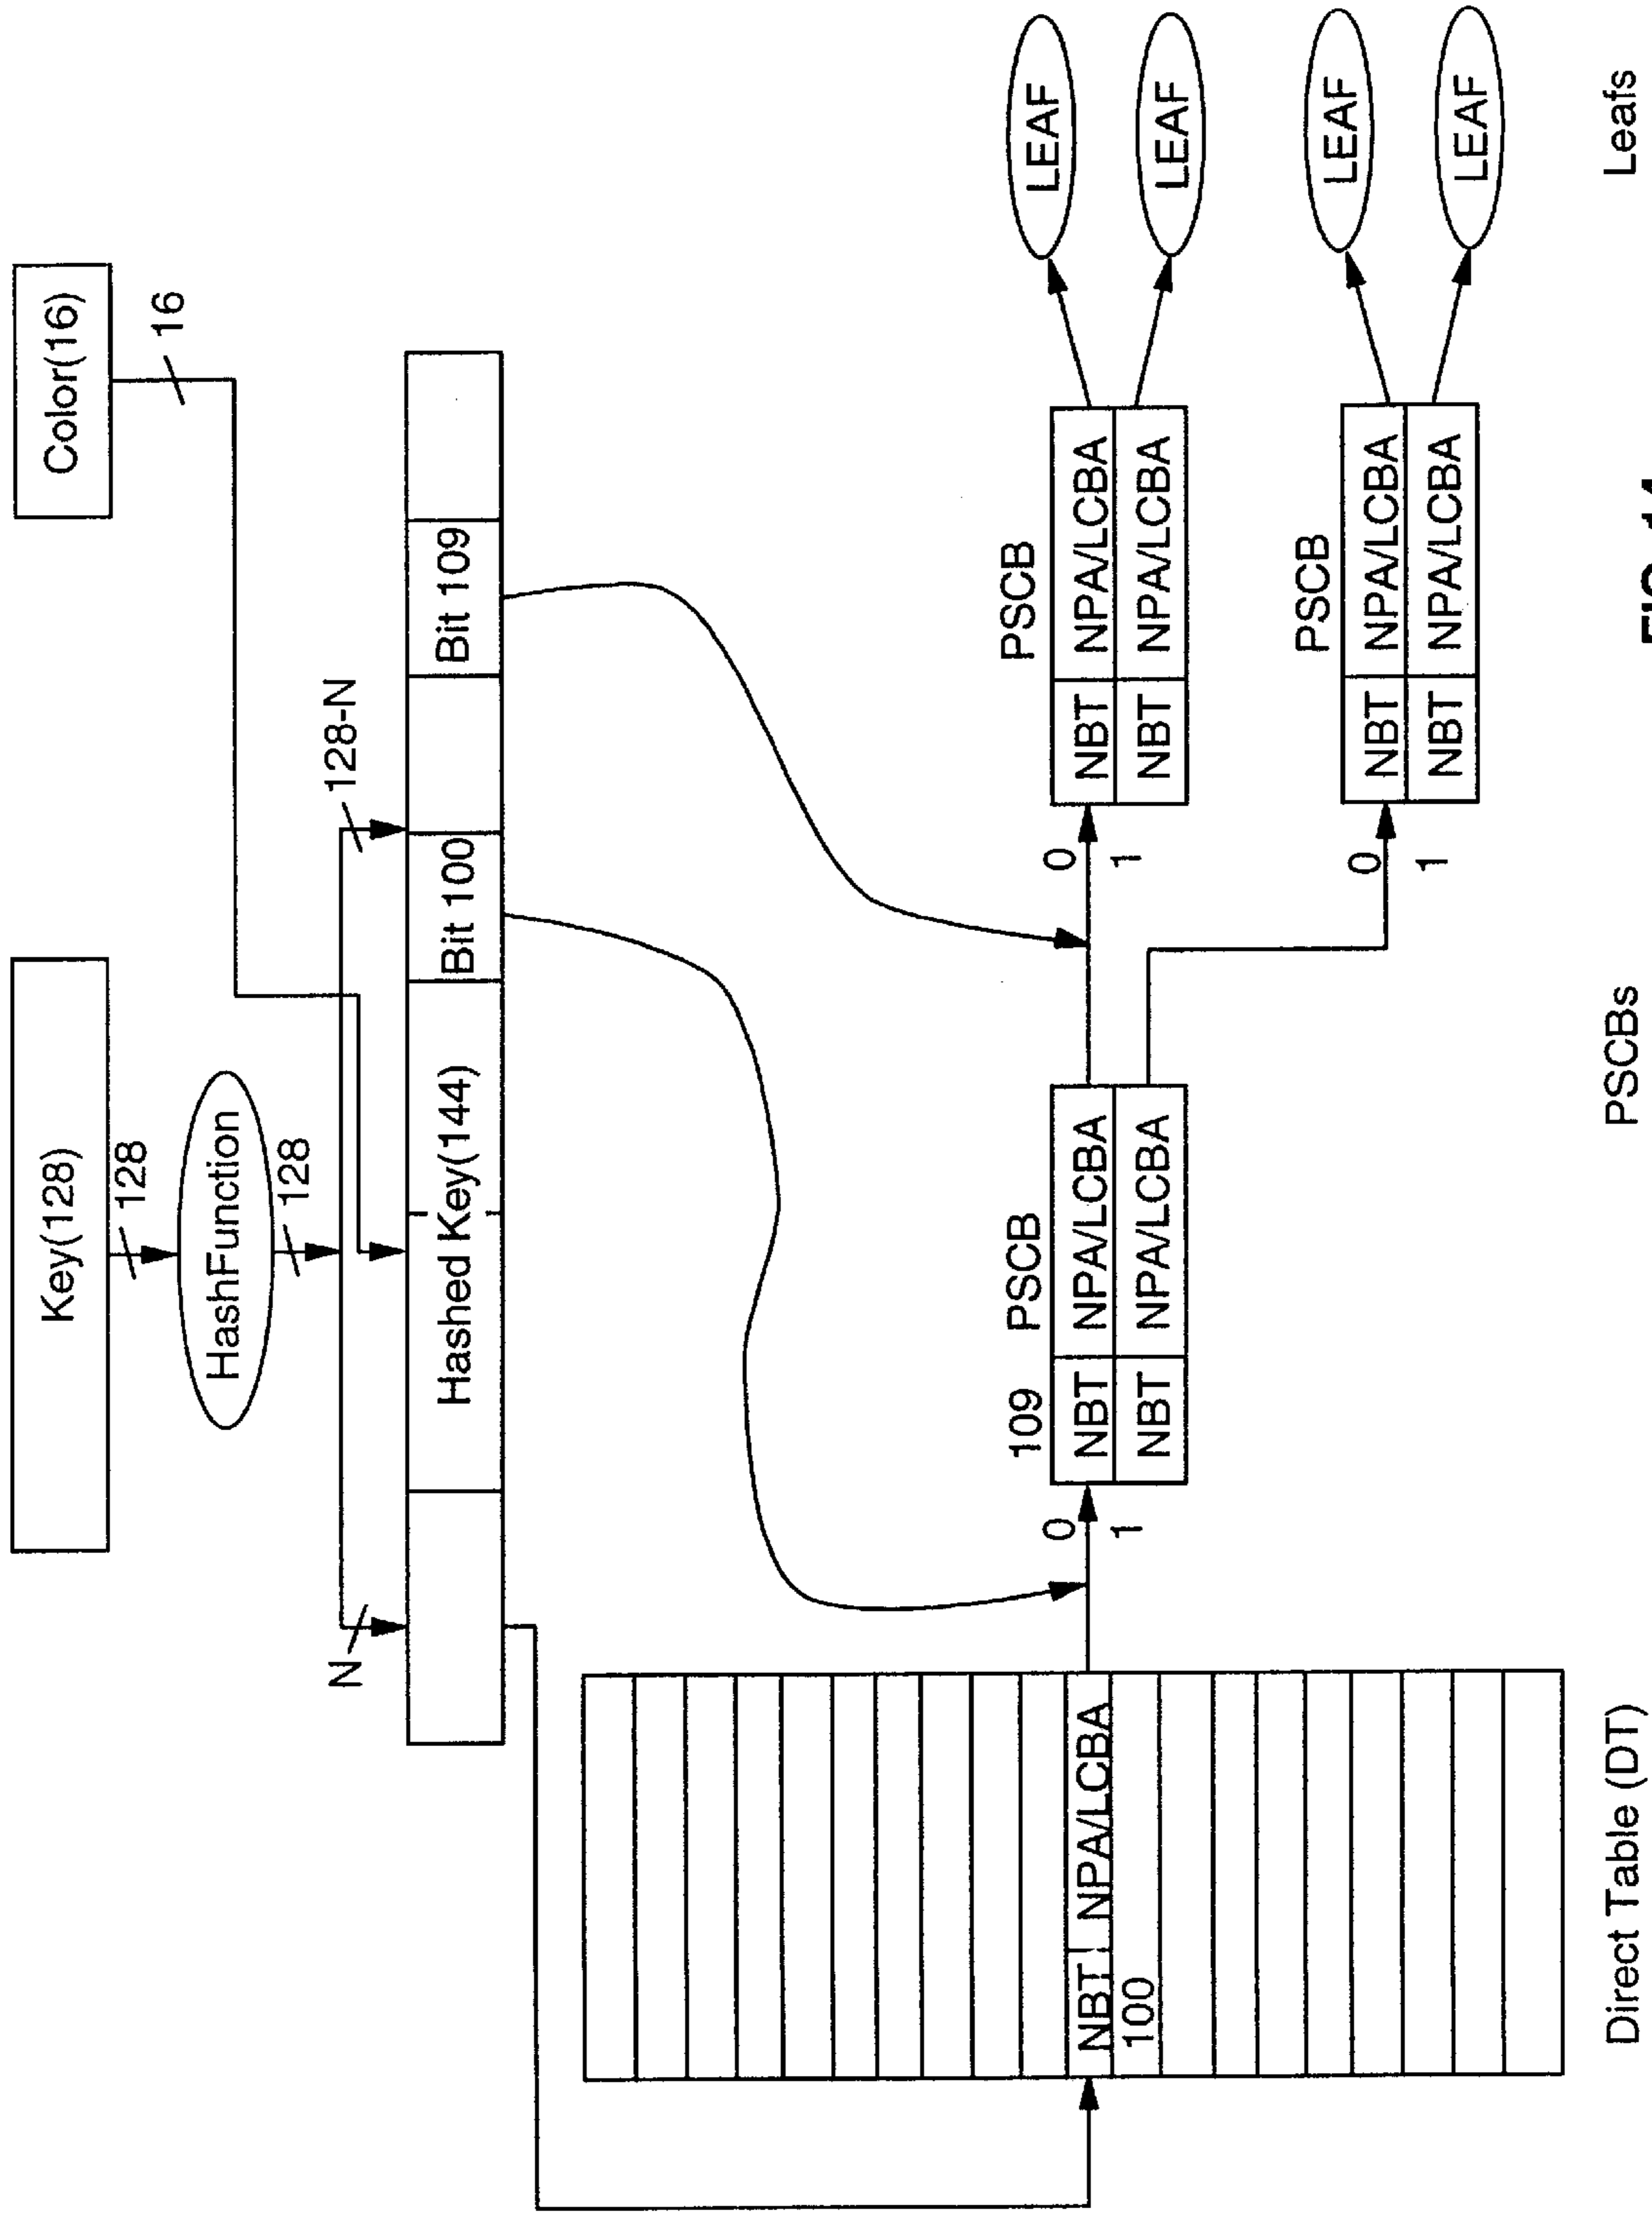 Key(128)
Color(16)
128
16
HashFunction
128
N
128-N
Hashed Key(144)
Bit 100
Bit 109
NBT NPA/LCBA
100
0
1
109 PSCB
NBT NPA/LCBA
NBT NPA/LCBA
0
1
PSCB
NBT NPA/LCBA
NBT NPA/LCBA
LEAF
LEAF
0
1
PSCB
NBT NPA/LCBA
NBT NPA/LCBA
LEAF
LEAF
Direct Table (DT)
PSCBs
Leafs